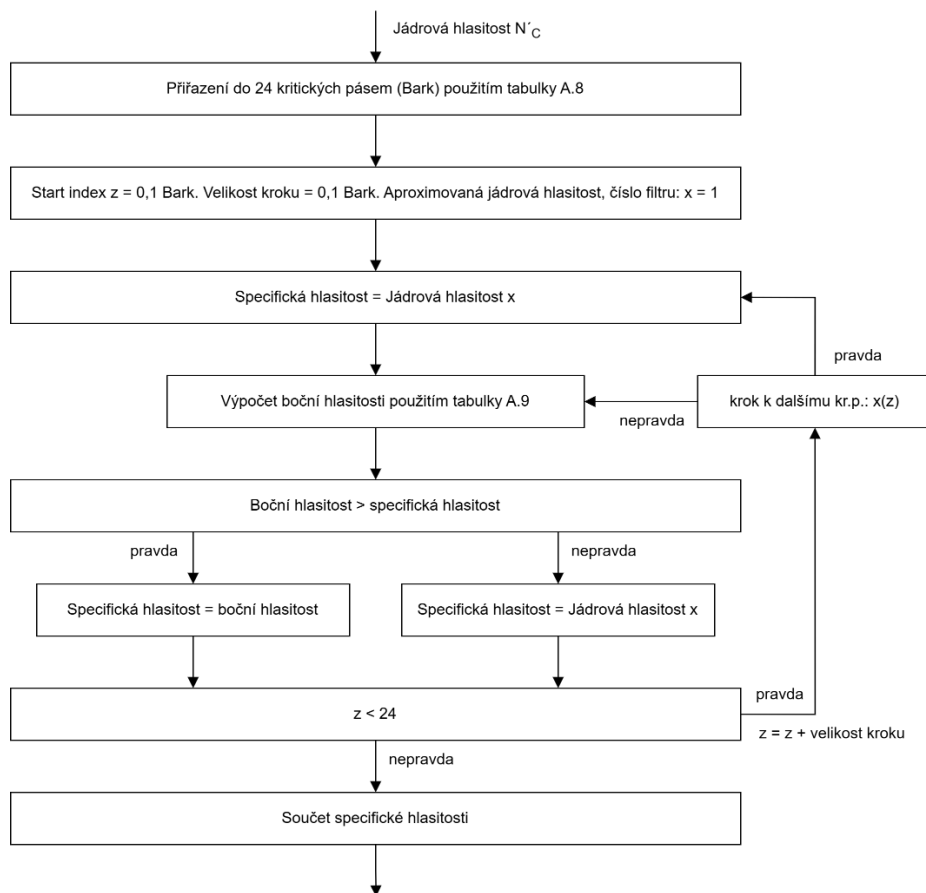 Jádrová hlasitost N´C
Přiřazení do 24 kritických pásem (Bark) použitím tabulky A.8
Start index z = 0,1 Bark. Velikost kroku = 0,1 Bark. Aproximovaná jádrová hlasitost, číslo filtru: x = 1
Specifická hlasitost = Jádrová hlasitost x
pravda
Výpočet boční hlasitosti použitím tabulky A.9
krok k dalšímu kr.p.: x(z)
nepravda
Boční hlasitost > specifická hlasitost
pravda
nepravda
Specifická hlasitost = boční hlasitost
Specifická hlasitost = Jádrová hlasitost x
z < 24
pravda
z = z + velikost kroku
nepravda
Součet specifické hlasitosti